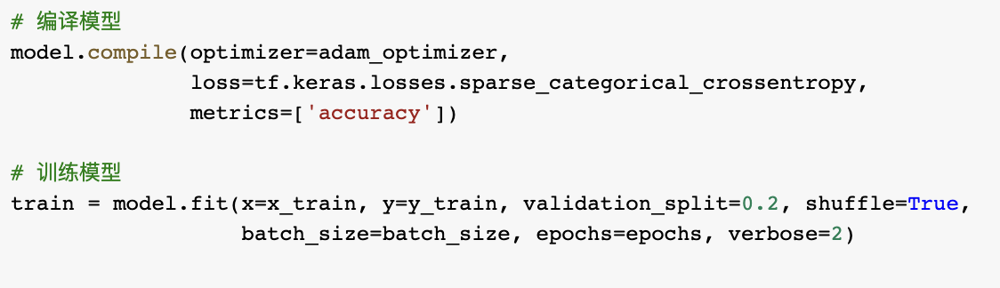 # 编译模型
model.compile(optimizer=adam_optimizer,
              loss=tf.keras.losses.sparse_categorical_crossentropy,
              metrics=['accuracy'])
# 训练模型
train = model.fit(x=x_train, y=y_train, validation_split=0.2, shuffle=True,
                  batch_size=batch_size, epochs=epochs, verbose=2)